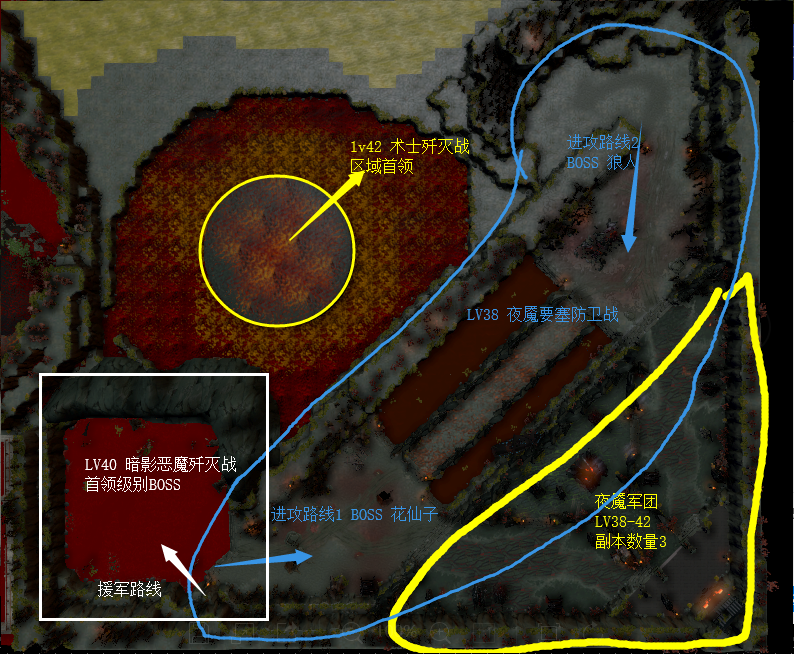 lv42 术士歼灭战
区域首领
进攻路线2
BOSS 狼人
LV38 夜魇要塞防卫战
LV40 暗影恶魔歼灭战
首领级别BOSS
援军路线
进攻路线1 BOSS 花仙子
夜魇军团
LV38-42
副本数量3